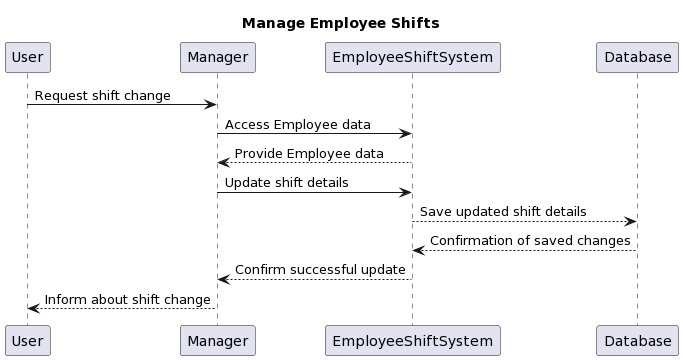 Manage Employee Shifts
User
Manager
EmployeeShiftSystem
Database
Request shift change
Access Employee data
Provide Employee data
Update shift details
Save updated shift details
Confirmation of saved changes
Confirm successful update
Inform about shift change
User
Manager
EmployeeShiftSystem
Database